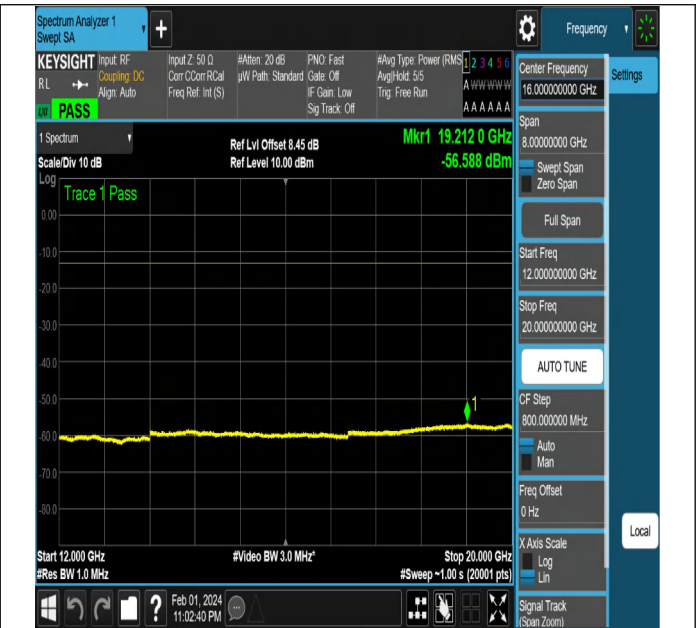 Spectrum Analyzer 1
Swept SA
+
Frequency
KEYSIGHT
RL
PASS
Input: RF
Coupling: DC
Align: Auto
Input Z: 50 Ω
Corr CCorr RCal
Freq Ref: Int (S)
#Atten: 20 dB
µW Path: Standard
PNO: Fast
Gate: Off
IF Gain: Low
Sig Track: Off
#Avg Type: Power (RMS
Avg|Hold: 5/5
Trig: Free Run
1 2 3 4 5 6
A W W W W W
A A A A A A
1 Spectrum
Scale/Div 10 dB
Ref Lvl Offset 8.45 dB
Ref Level 10.00 dBm
Mkr1 19.212 0 GHz
-56.588 dBm
Log
Trace 1 Pass
0.00
-10.0
-20.0
-30.0
-40.0
-50.0
-60.0
-70.0
-80.0
1
Start 12.000 GHz
#Res BW 1.0 MHz
#Video BW 3.0 MHz*
Stop 20.000 GHz
#Sweep ~1.00 s (20001 pts)
?
Feb 01, 2024
11:02:40 PM
Center Frequency
16.000000000 GHz
Settings
Span
8.00000000 GHz
Swept Span
Zero Span
Full Span
Start Freq
12.000000000 GHz
Stop Freq
20.000000000 GHz
AUTO TUNE
CF Step
800.000000 MHz
Auto
Man
Freq Offset
0 Hz
X Axis Scale
Log
Lin
Signal Track
(Span Zoom)
Local